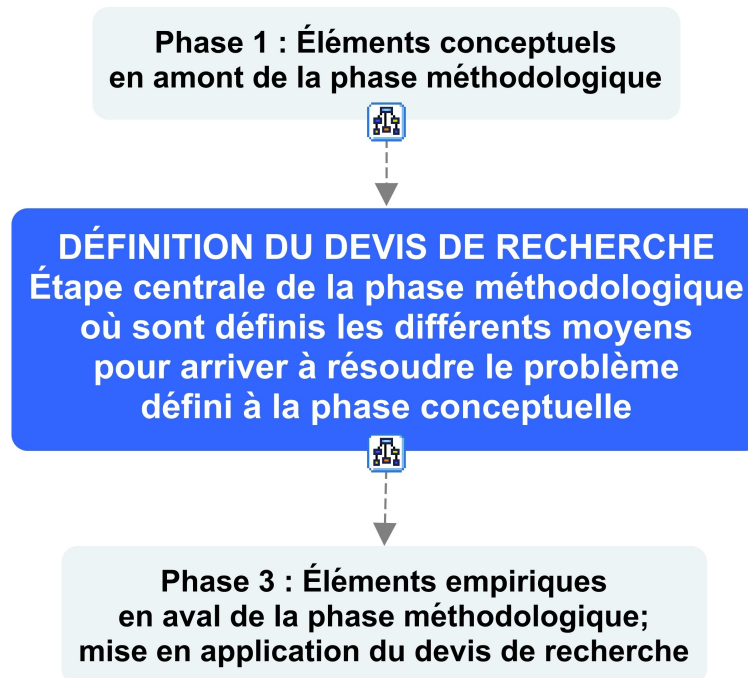 Phase 1 : Éléments conceptuels
en amont de la phase méthodologique
DÉFINITION DU DEVIS DE RECHERCHE
Étape centrale de la phase méthodologique
où sont définis les différents moyens
pour arriver à résoudre le problème
défini à la phase conceptuelle
Phase 3 : Éléments empiriques
en aval de la phase méthodologique;
mise en application du devis de recherche